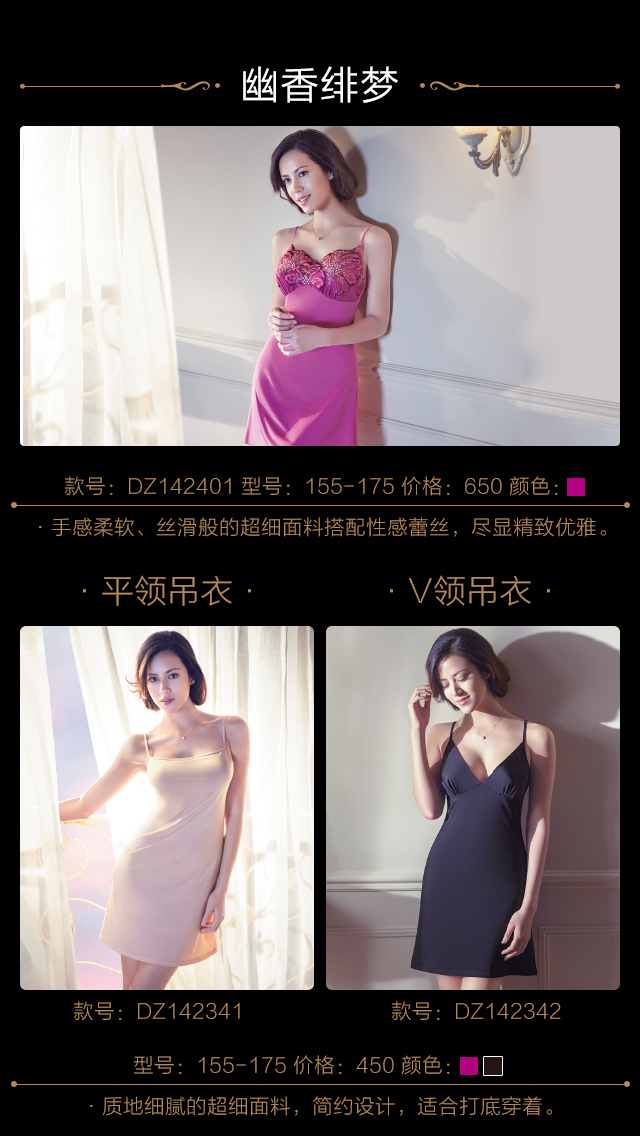 幽香绯梦
款号：DZ142401 型号：155-175 价格：650 颜色：
· 手感柔软、丝滑般的超细面料搭配性感蕾丝，尽显精致优雅。
· 平领吊衣 ·
· V领吊衣 ·
款号：DZ142341
款号：DZ142342
型号：155-175 价格：450 颜色：
· 质地细腻的超细面料，简约设计，适合打底穿着。